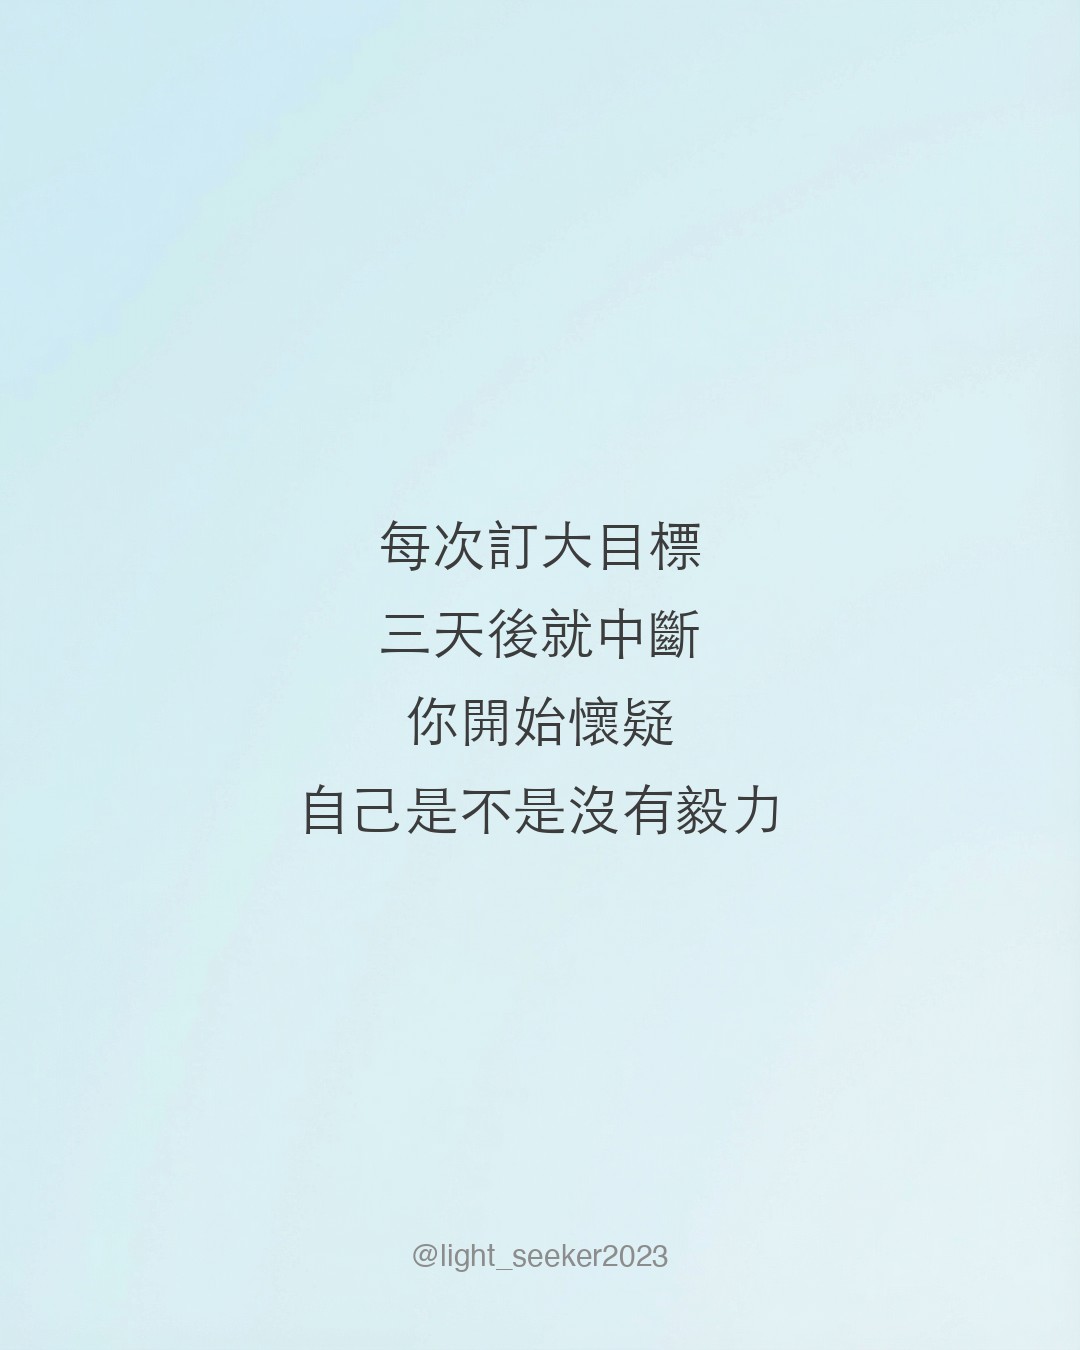 每次訂大目標
三天後就中斷
你開始懷疑
自己是不是沒有毅力
@light_seeker2023